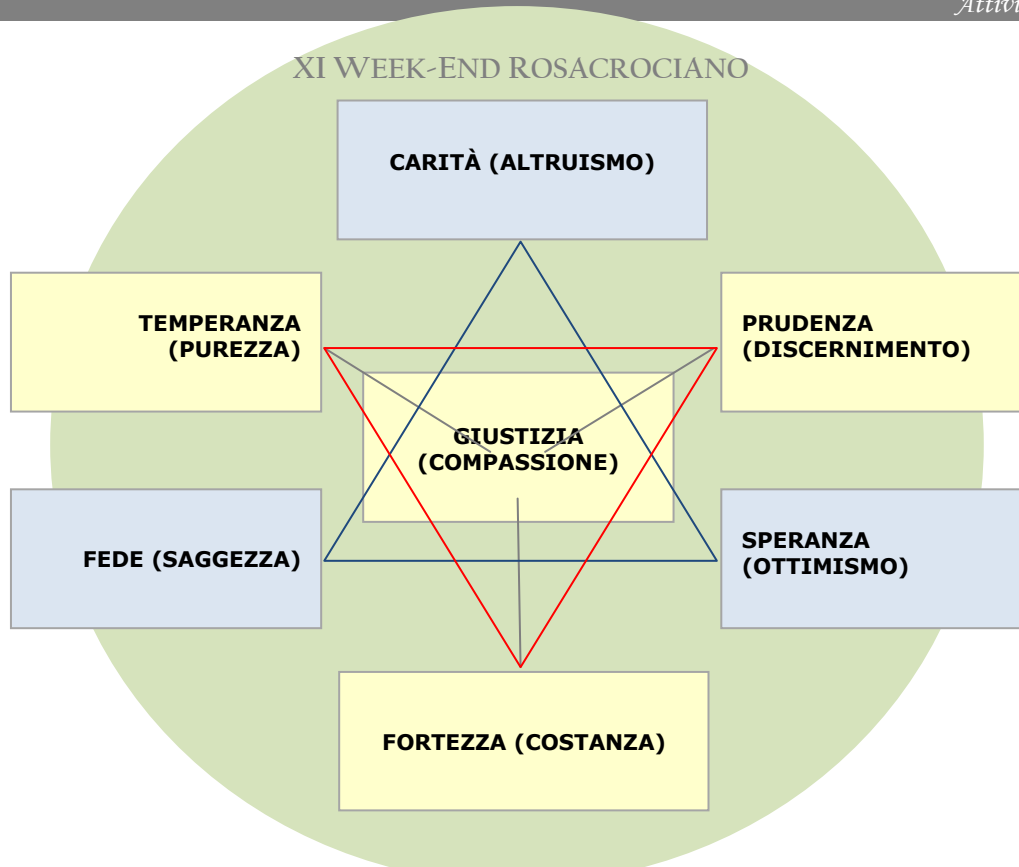 XI WEEK-END ROSACROCIANO
CARITÀ (ALTRUISMO)
TEMPERANZA
(PUREZZA)
PRUDENZA
(DISCERNIMENTO)
GIUSTIZIA
(COMPASSIONE)
FEDE (SAGGEZZA)
SPERANZA
(OTTIMISMO)
FORTEZZA (COSTANZA)